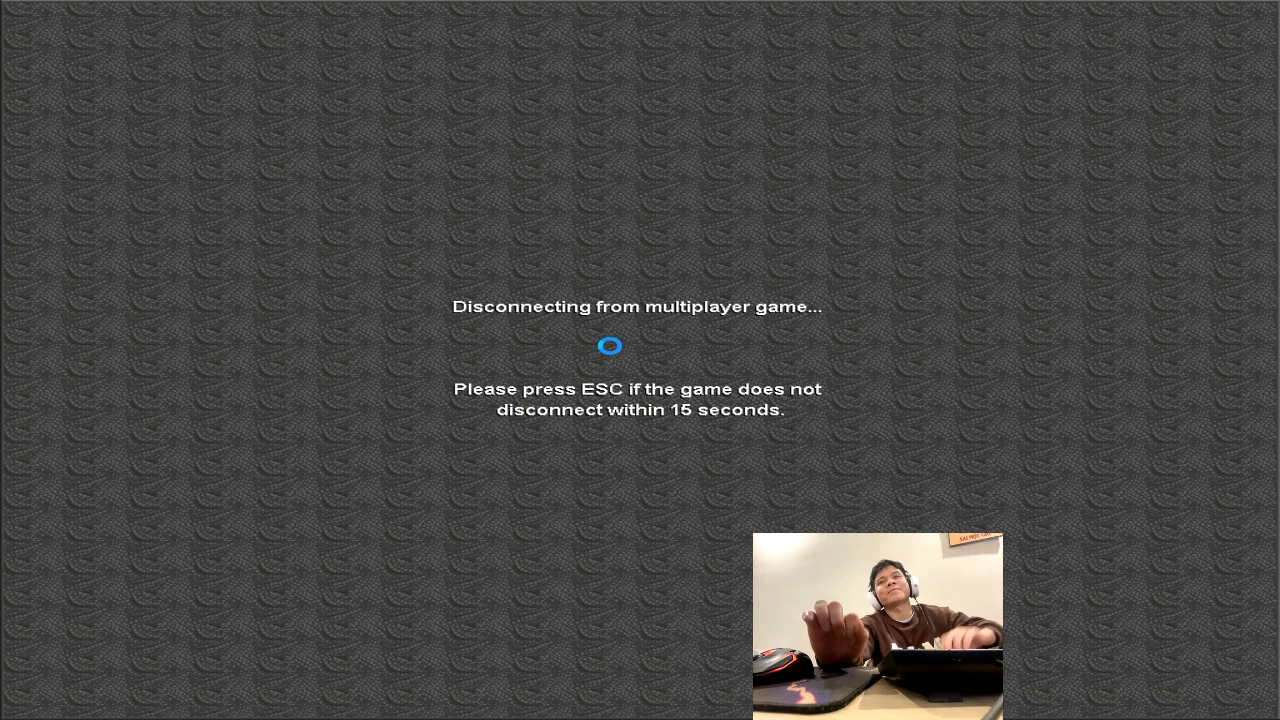 Disconnecting from multiplayer game...
Please press ESC if the game does not
disconnect within 15 seconds.